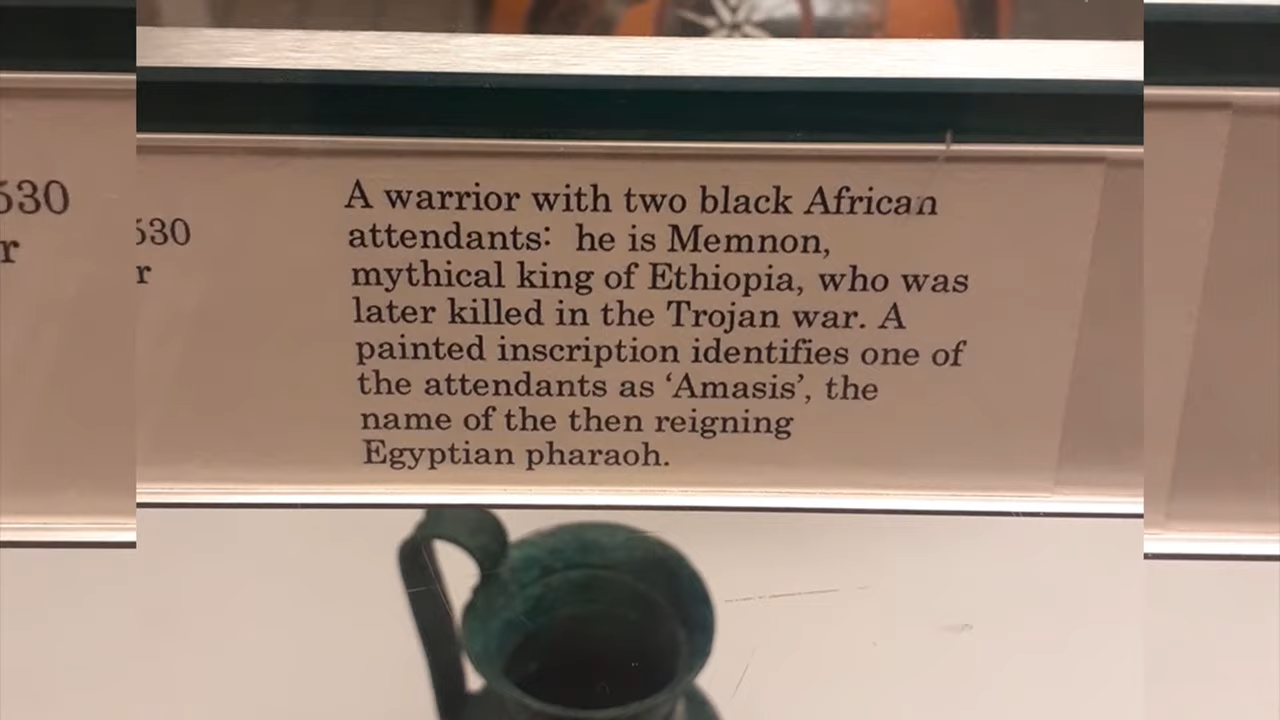 530
r
530
r
A warrior with two black African
attendants: he is Memnon,
mythical king of Ethiopia, who was
later killed in the Trojan war. A
painted inscription identifies one of
the attendants as ‘Amasis’, the
name of the then reigning
Egyptian pharaoh.